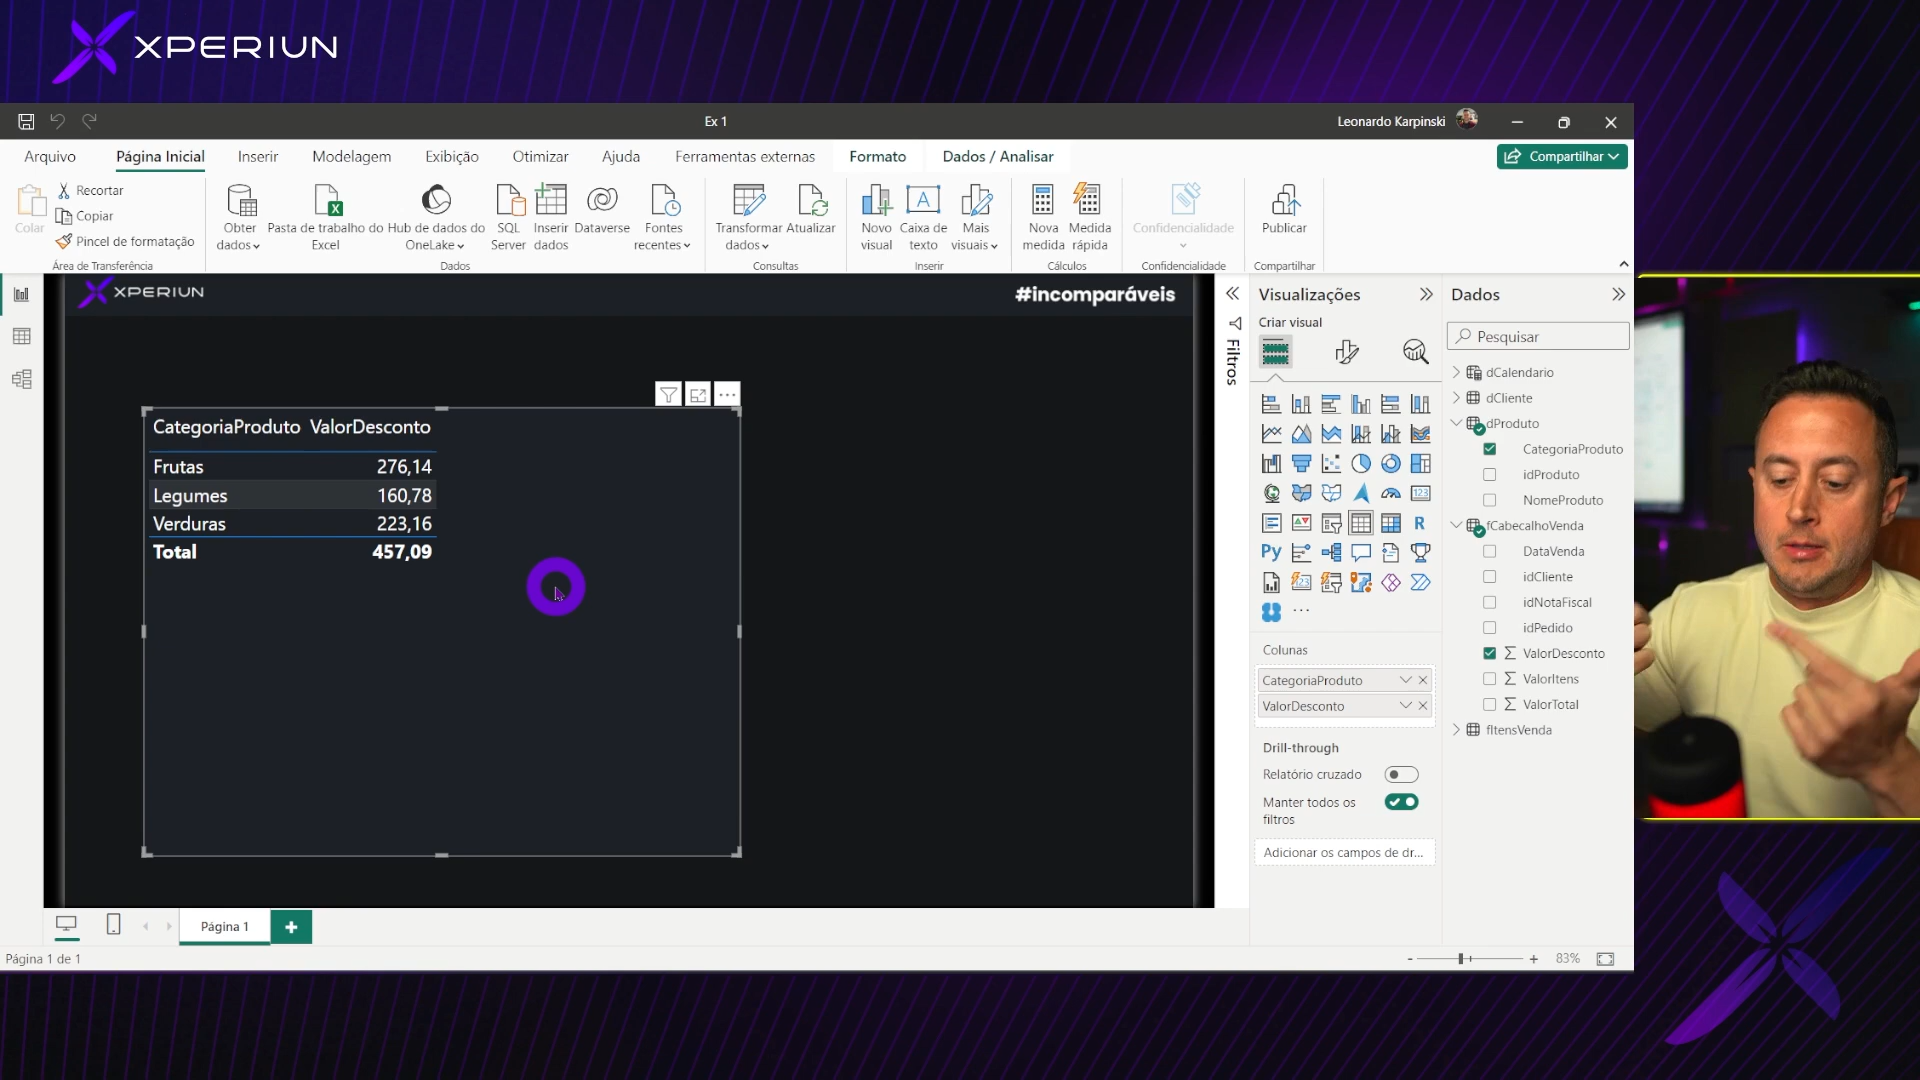 XPERIUN
Ex 1
Leonardo Karpinski
Arquivo
Página Inicial
Inserir
Modelagem
Exibição
Otimizar
Ajuda
Ferramentas externas
Formato
Dados / Analisar
Compartilhar
Colar
Recortar
Copiar
Pincel de formatação
Área de Transferência
Obter dados
Pasta de trabalho do Excel
Hub de dados do OneLake
SQL Server
Inserir dados
Dataverse
Fontes recentes
Dados
Transformar dados
Atualizar
Consultas
Novo visual
Caixa de texto
Mais visuais
Inserir
Nova medida
Medida rápida
Cálculos
Confidencialidade
Confidencialidade
Publicar
Compartilhar
XPERIUN
#incomparáveis
CategoriaProduto ValorDesconto
Frutas 276,14
Legumes 160,78
Verduras 223,16
Total 457,09
Filtros
Visualizações
Criar visual
123
R
Py
123
Colunas
CategoriaProduto
ValorDesconto
Drill-through
Relatório cruzado
Manter todos os
filtros
Adicionar os campos de dr...
Dados
Pesquisar
dCalendario
dCliente
dProduto
CategoriaProduto
idProduto
NomeProduto
fCabecalhoVenda
DataVenda
idCliente
idNotaFiscal
idPedido
ValorDesconto
ValorItens
ValorTotal
fItensVenda
Página 1
Página 1 de 1
83%